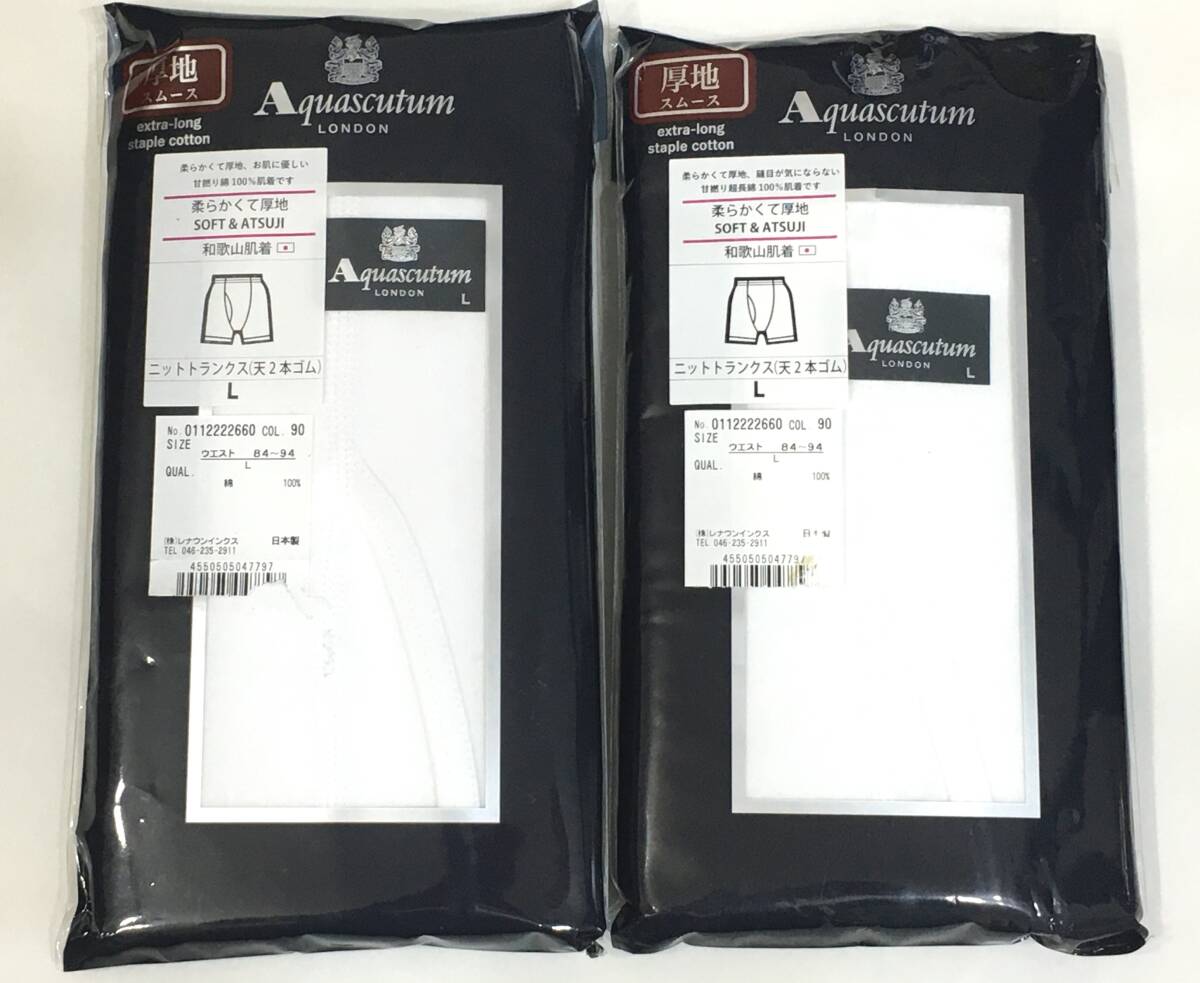 厚地
スムース
extra-long
staple cotton
Aquascutum
LONDON
柔らかくて厚地、お肌に優しい
甘撚り綿100%肌着です
柔らかくて厚地
SOFT & ATSUJI
和歌山肌着
ニットトランクス(天2本ゴム)
L
Aquascutum
LONDON
L
No. 0112222660 COL. 90
SIZE
ウエスト 84~94
L
QUAL.
綿 100%
(株)レナウンインクス 日本製
TEL 046-235-2911
4550505047797
厚地
スムース
extra-long
staple cotton
Aquascutum
LONDON
柔らかくて厚地、縫目が気にならない
甘撚り超長綿100%肌着です
柔らかくて厚地
SOFT & ATSUJI
和歌山肌着
ニットトランクス(天2本ゴム)
L
Aquascutum
LONDON
L
No. 0112222660 COL. 90
SIZE
ウエスト 84~94
L
QUAL.
綿 100%
(株)レナウンインクス 日本製
TEL 046-235-2911
455050504779